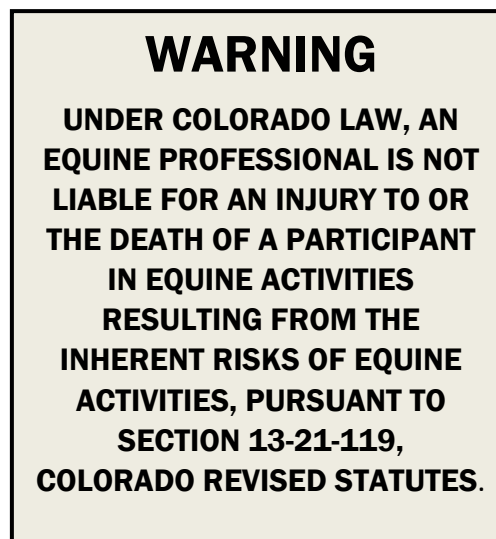 WARNING
UNDER COLORADO LAW, AN
EQUINE PROFESSIONAL IS NOT
LIABLE FOR AN INJURY TO OR
THE DEATH OF A PARTICIPANT
IN EQUINE ACTIVITIES
RESULTING FROM THE
INHERENT RISKS OF EQUINE
ACTIVITIES, PURSUANT TO
SECTION 13-21-119,
COLORADO REVISED STATUTES.